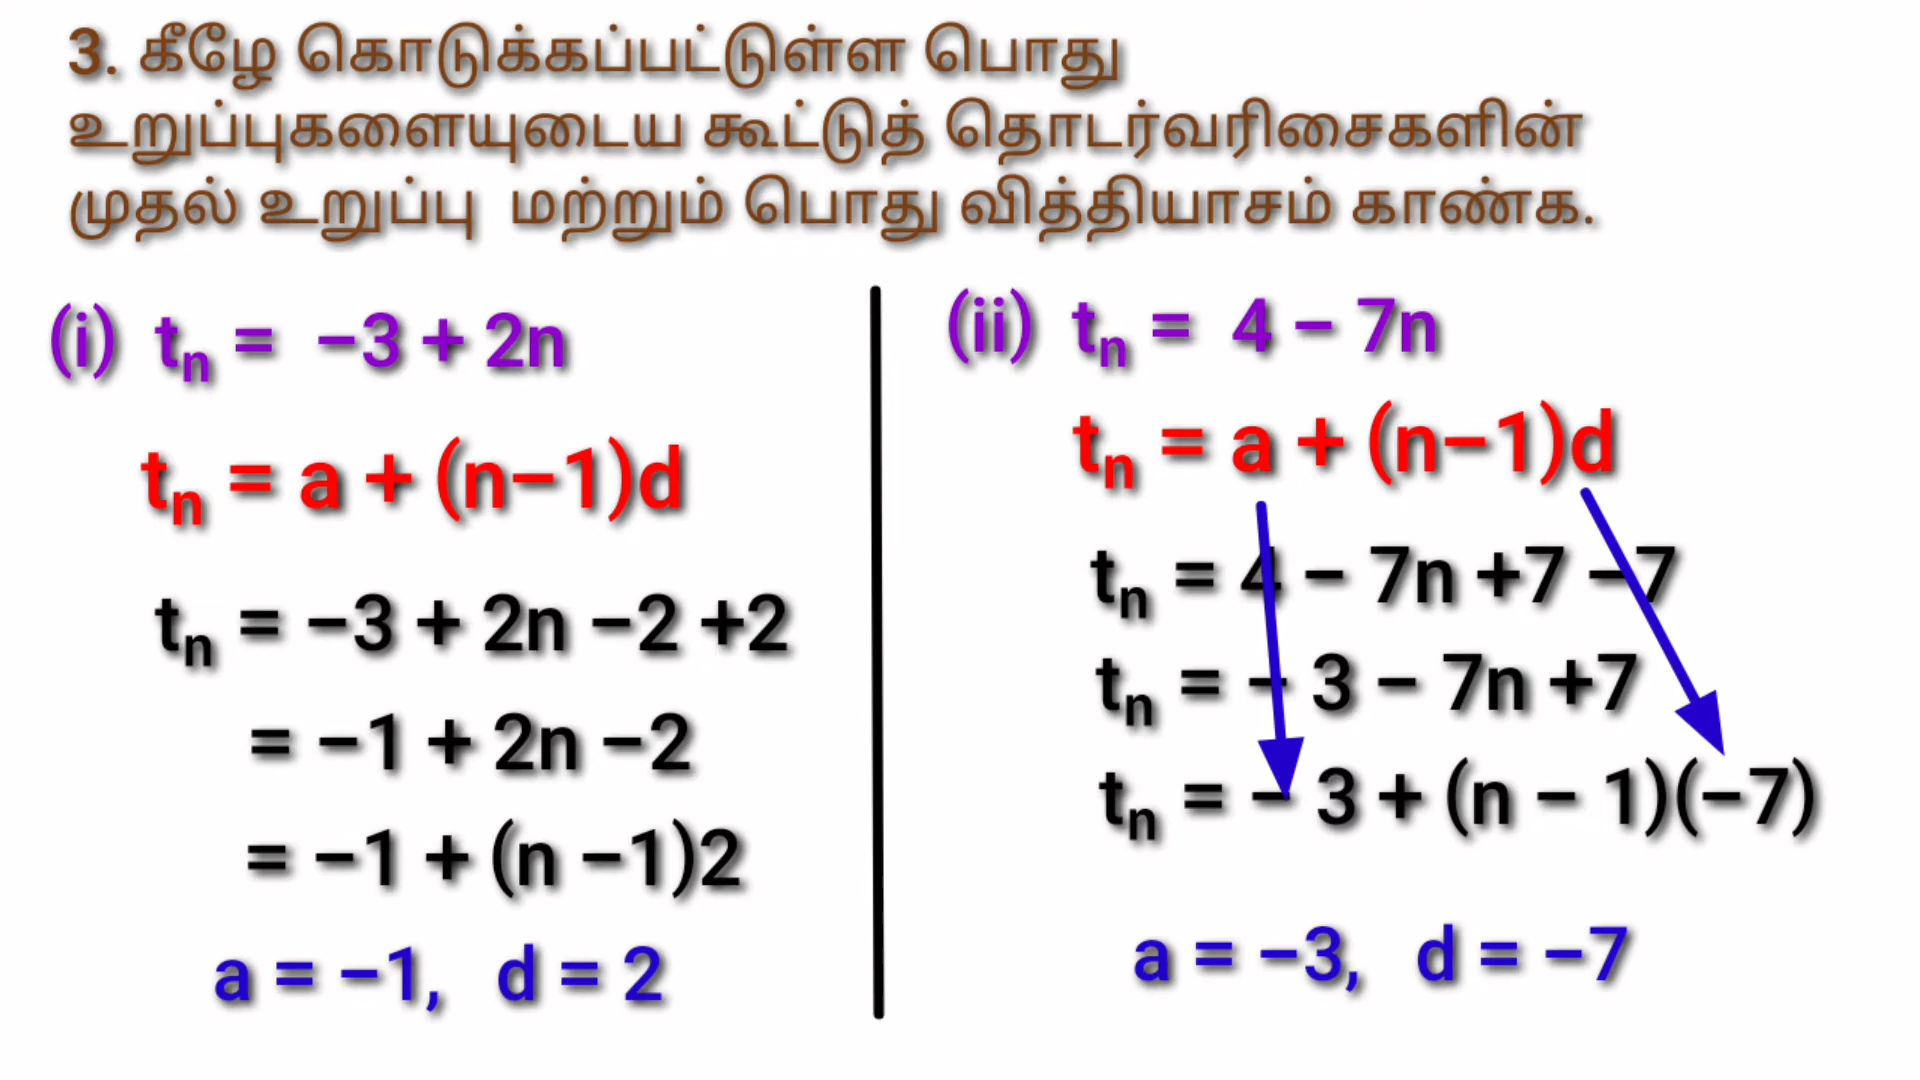 3. கீழே கொடுக்கப்பட்டுள்ள பொது
உறுப்புகளையுடைய கூட்டுத் தொடர்வரிசைகளின்
முதல் உறுப்பு மற்றும் பொது வித்தியாசம் காண்க.
(i) tₙ = −3 + 2n
tₙ = a + (n−1)d
tₙ = −3 + 2n −2 +2
= −1 + 2n −2
= −1 + (n −1)2
a = −1, d = 2
(ii) tₙ = 4 − 7n
tₙ = a + (n−1)d
tₙ = 4 − 7n +7 −7
tₙ = − 3 − 7n +7
tₙ = − 3 + (n − 1)(−7)
a = −3, d = −7